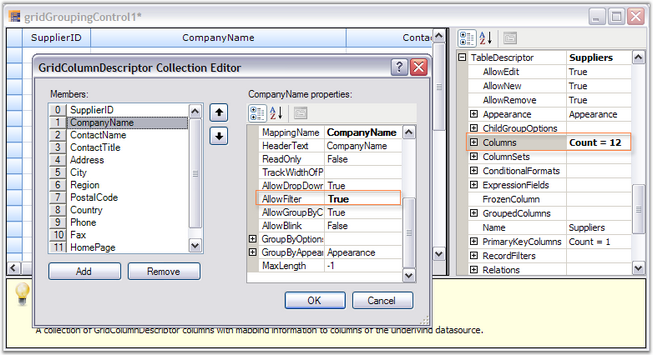 gridGroupingControl1*
SupplierID CompanyName Conta
GridColumnDescriptor Collection Editor
Members:
0 SupplierID
1 CompanyName
2 ContactName
3 ContactTitle
4 Address
5 City
6 Region
7 PostalCode
8 Country
9 Phone
10 Fax
11 HomePage
Add Remove
CompanyName properties:
MappingName CompanyName
HeaderText CompanyName
ReadOnly False
TrackWidthOfP
AllowDropDown True
AllowFilter True
AllowGroupByC True
AllowBlink False
GroupByOptions
GroupByAppear Appearance
MaxLength -1
OK Cancel
TableDescriptor Suppliers
AllowEdit True
AllowNew True
AllowRemove True
Appearance Appearance
ChildGroupOptions
Columns Count = 12
ColumnSets
ConditionalFormats
ExpressionFields
FrozenColumn
GroupedColumns
Name Suppliers
PrimaryKeyColumns Count = 1
RecordFilters
Relations
A collection of GridColumnDescriptor columns with mapping information to columns of the underlying datasource.